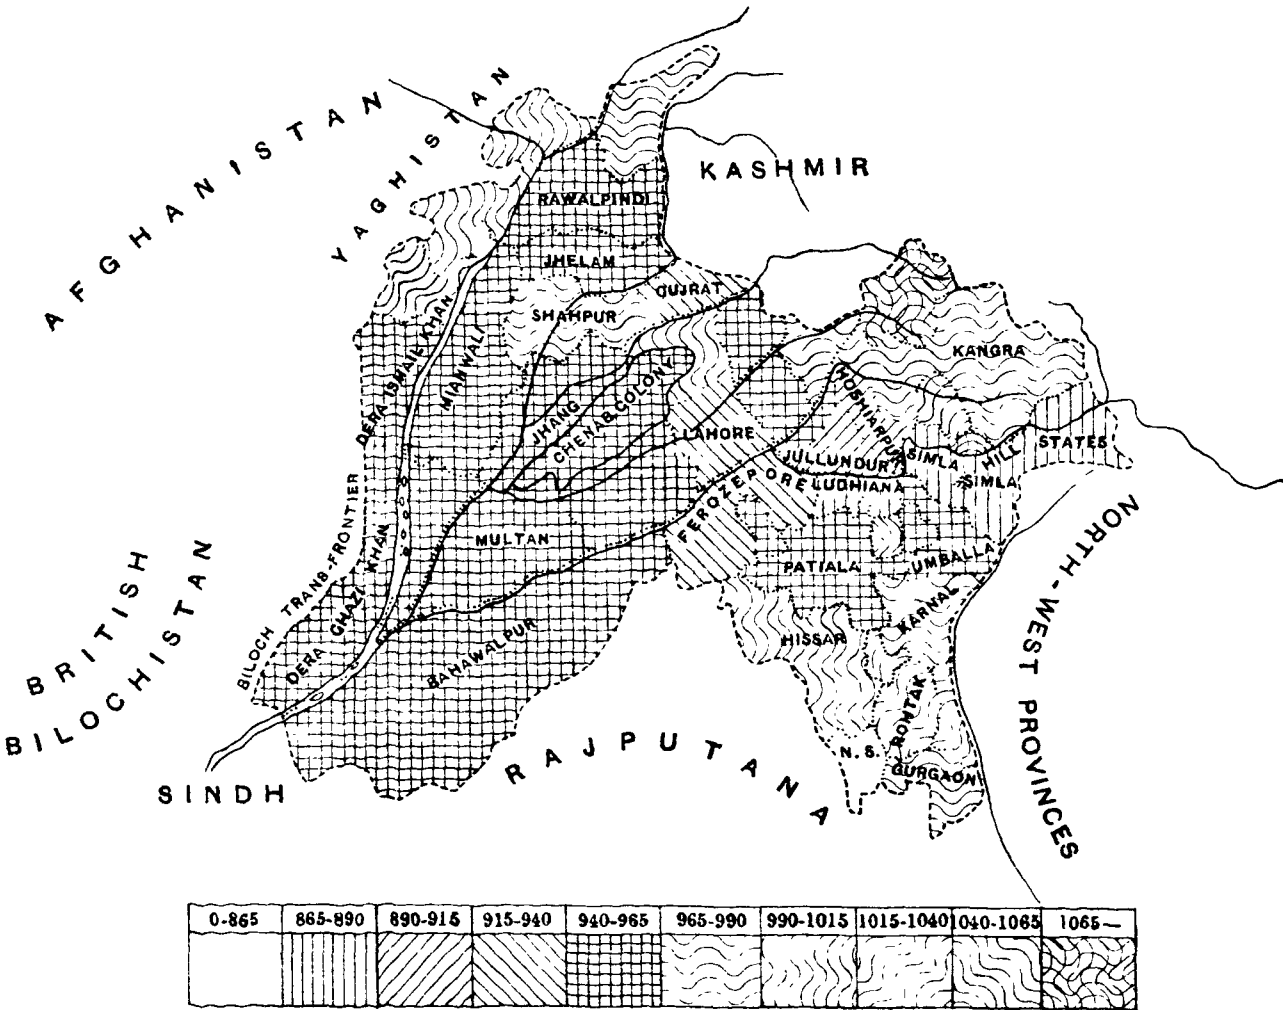 AFGHANISTAN
YAGHISTAN
KASHMIR
RAWALPINDI
JHELAM
GUJRAT
SHAHPUR
DERA ISMAIL KHAN
MIANWALI
KANGRA
JHANG
CHENAB COLONY
HOSHIARPUR
LAHORE
SIMLA HILL STATES
JULLUNDUR
SIMLA
FEROZEPORE
LUDHIANA
MULTAN
PATIALA
UMBALLA
BILOCH TRANS-FRONTIER
DERA GHAZI KHAN
KARNAL
HISSAR
BAHAWALPUR
ROHTAK
N. S.
GURGAON
BRITISH
BILOCHISTAN
NORTH-WEST PROVINCES
RAJPUTANA
SINDH
0-865 865-890 890-915 915-940 940-965 965-990 990-1015 1015-1040 1040-1065 1065—